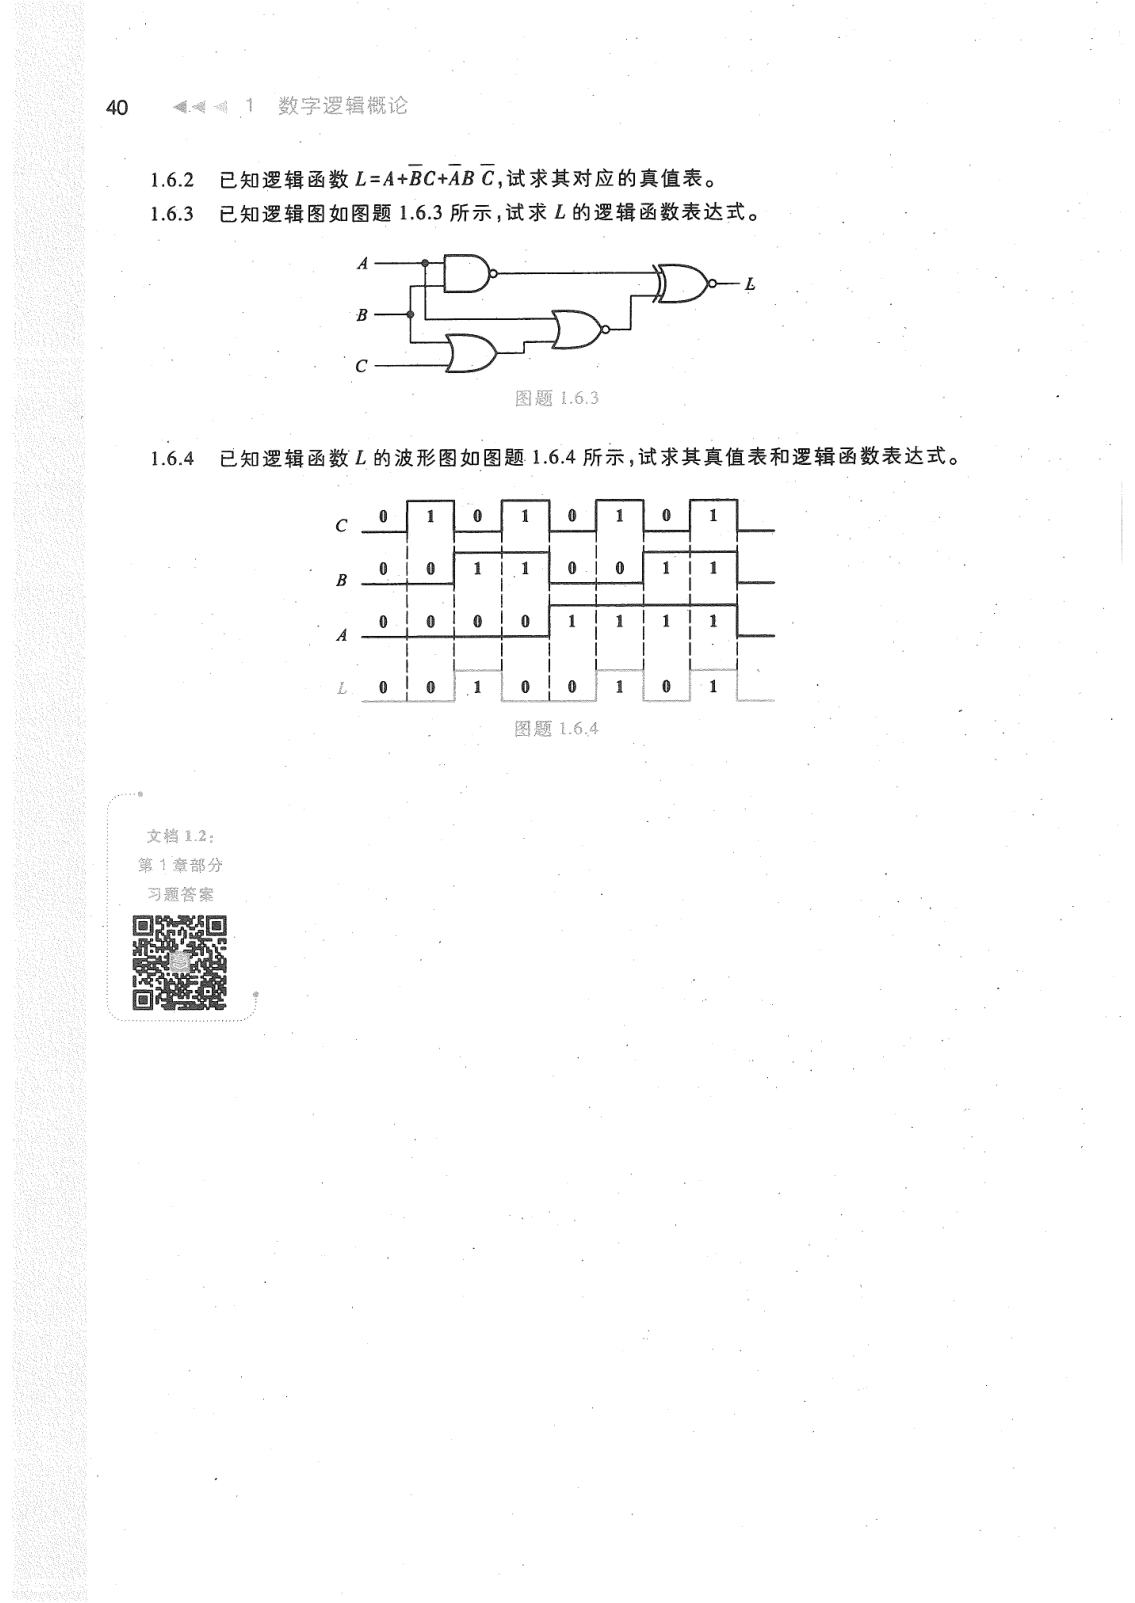 40 1 数字逻辑概论
1.6.2 已知逻辑函数 L=A+B̅C+A̅B C̅,试求其对应的真值表。
1.6.3 已知逻辑图如图题 1.6.3 所示,试求 L 的逻辑函数表达式。
A
B
C
L
图题 1.6.3
1.6.4 已知逻辑函数 L 的波形图如图题 1.6.4 所示,试求其真值表和逻辑函数表达式。
C 0 1 0 1 0 1 0 1
B 0 0 1 1 0 0 1 1
A 0 0 0 0 1 1 1 1
L 0 0 1 0 0 1 0 1
图题 1.6.4
文档 1.2:
第 1 章部分
习题答案